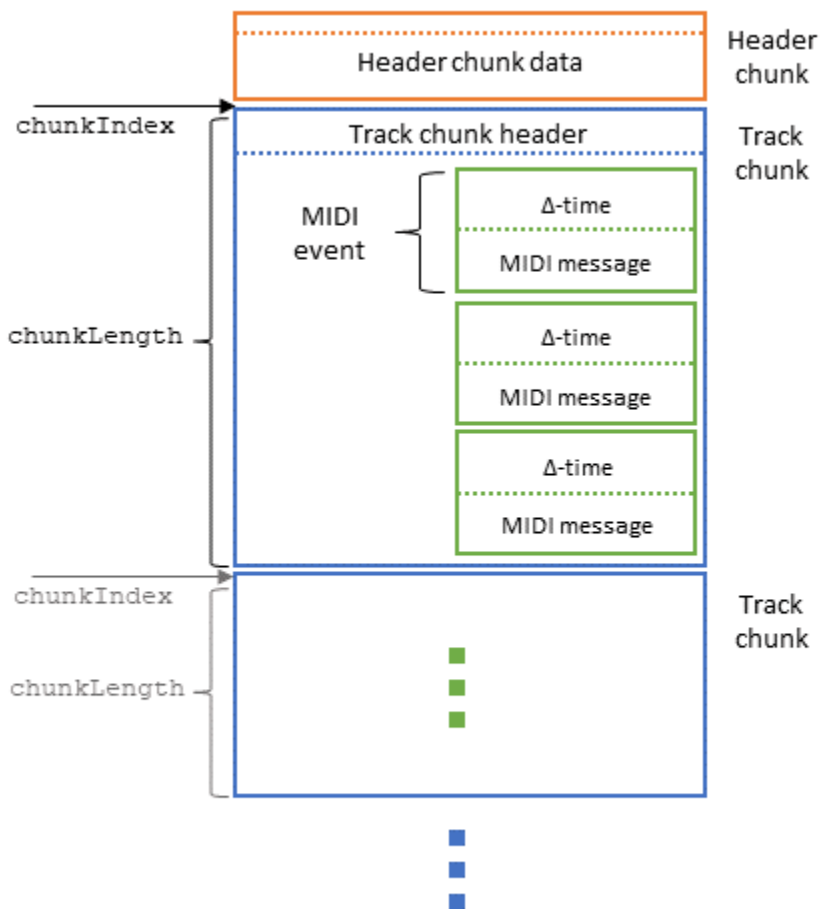 Header chunk data
Header
chunk
chunkIndex
Track chunk header
Track
chunk
MIDI
event
Δ-time
MIDI message
chunkLength
Δ-time
MIDI message
Δ-time
MIDI message
chunkIndex
Track
chunk
chunkLength